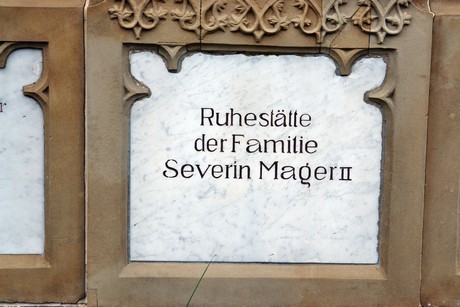 Ruhestätte
der Familie
Severin Mager II